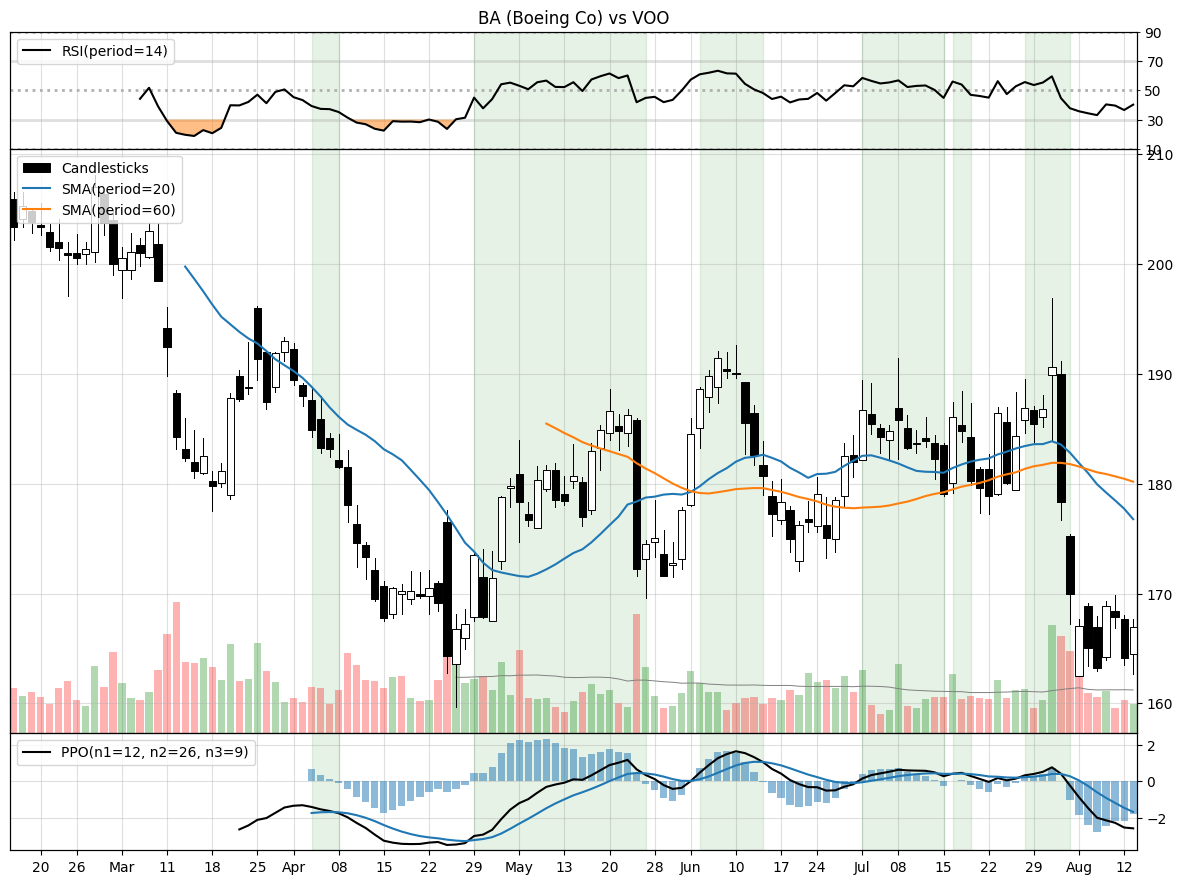 BA (Boeing Co) vs VOO
RSI(period=14)
90
70
50
30
10
Candlesticks
SMA(period=20)
SMA(period=60)
210
200
190
180
170
160
PPO(n1=12, n2=26, n3=9)
2
0
−2
20 26 Mar 11 18 25 Apr 08 15 22 29 May 13 20 28 Jun 10 17 24 Jul 08 15 22 29 Aug 12